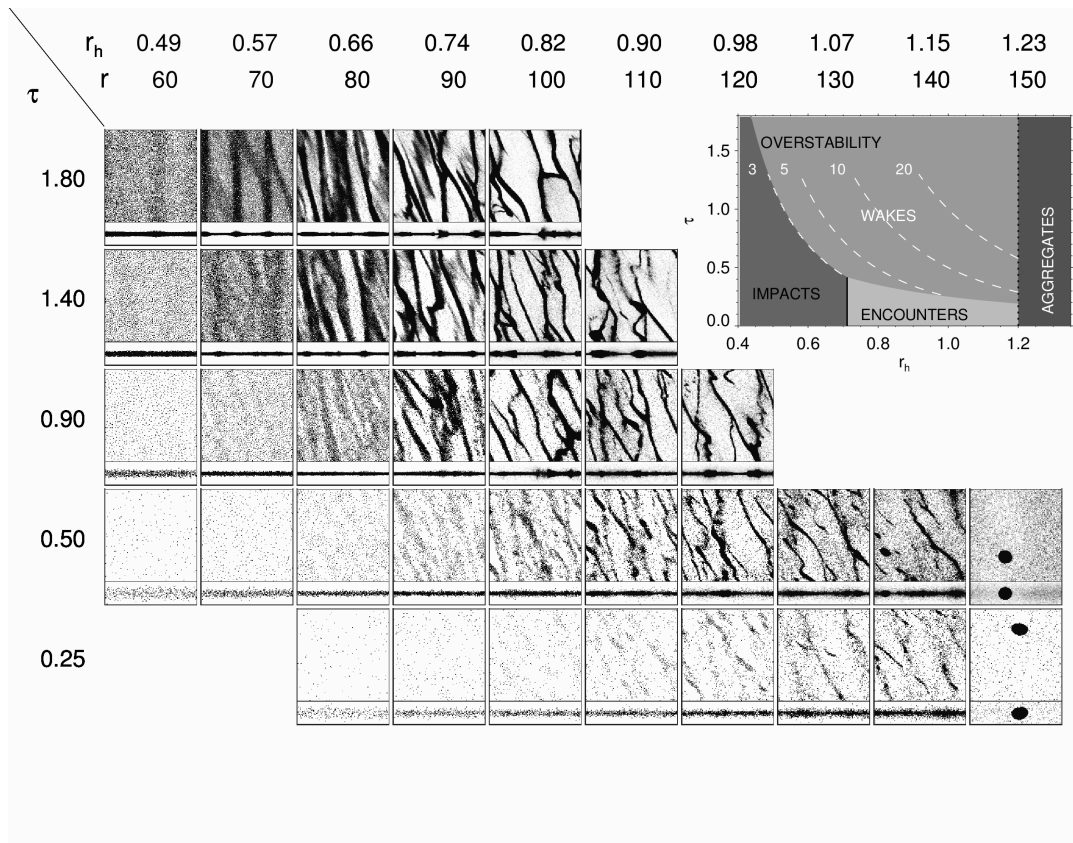 r_h 0.49 0.57 0.66 0.74 0.82 0.90 0.98 1.07 1.15 1.23
r 60 70 80 90 100 110 120 130 140 150
τ
1.80
1.40
0.90
0.50
0.25
OVERSTABILITY
1.5
3 5 10 20
1.0
WAKES
τ
0.5
IMPACTS
ENCOUNTERS
AGGREGATES
0.0
0.4 0.6 0.8 1.0 1.2
r_h